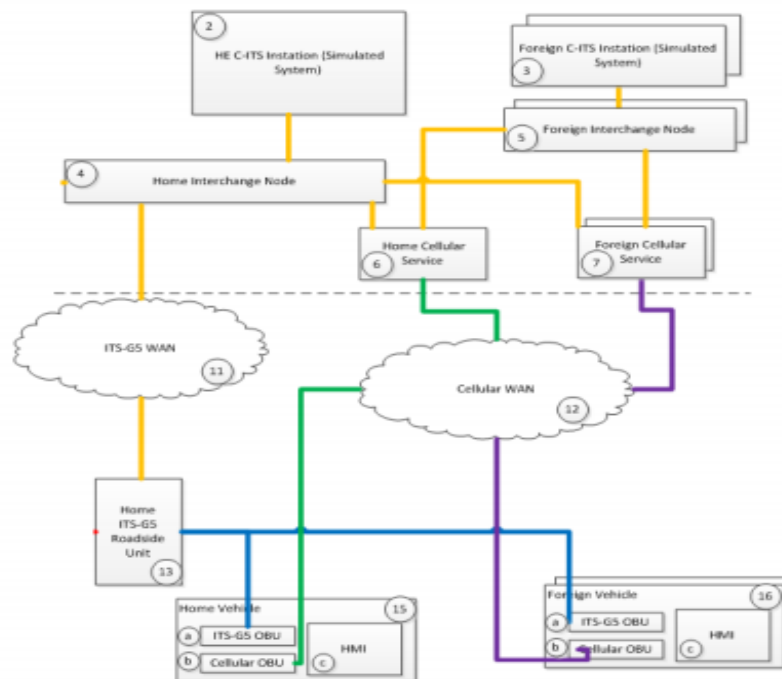 2
HE C-ITS Instation (Simulated
System)
Foreign C-ITS Instation (Simulated
System)
3
5
Foreign Interchange Node
4
Home Interchange Node
Home Cellular
Service
6
Foreign Cellular
Service
7
ITS-G5 WAN
11
Cellular WAN
12
Home
ITS-G5
Roadside
Unit
13
Home Vehicle
15
a
ITS-G5 OBU
b
Cellular OBU
HMI
c
Foreign Vehicle
16
a
ITS-G5 OBU
b
Cellular OBU
HMI
c